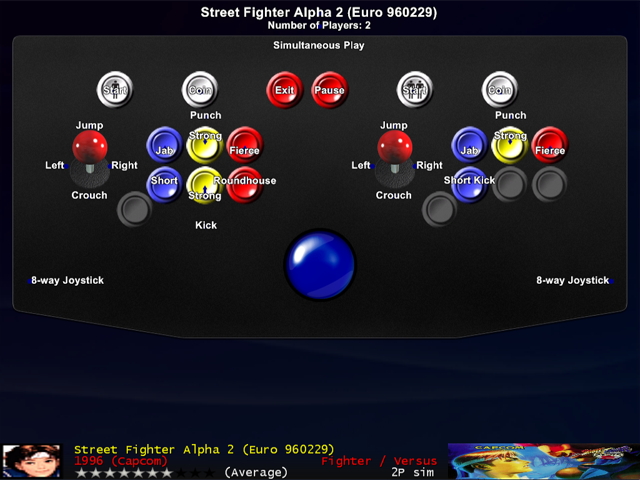 Street Fighter Alpha 2 (Euro 960229)
Number of Players: 2
Simultaneous Play
Start
Coin
Exit
Pause
Start
Coin
Punch
Punch
Jump
Strong
Jump
Strong
Jab
Fierce
Jab
Fierce
Left
Right
Left
Right
Short
Roundhouse
Short Kick
Crouch
Strong
Crouch
Kick
8-way Joystick
8-way Joystick
Street Fighter Alpha 2 (Euro 960229)
1996 (Capcom)
Fighter / Versus
(Average)
2P sim
CAPCOM